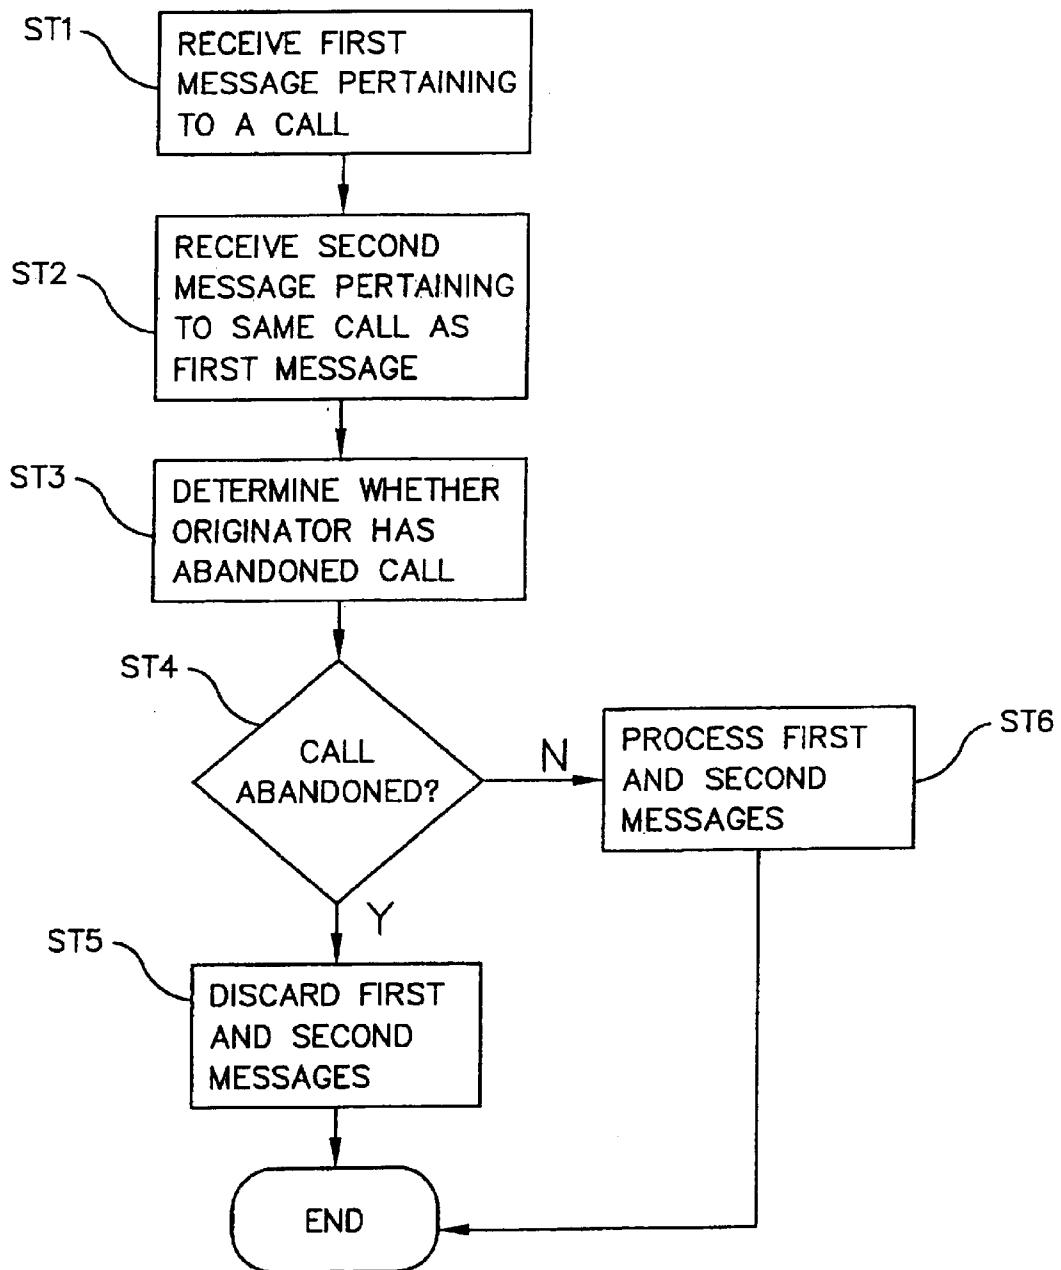 ST1
RECEIVE FIRST
MESSAGE PERTAINING
TO A CALL
ST2
RECEIVE SECOND
MESSAGE PERTAINING
TO SAME CALL AS
FIRST MESSAGE
ST3
DETERMINE WHETHER
ORIGINATOR HAS
ABANDONED CALL
ST4
CALL
ABANDONED?
N
ST6
PROCESS FIRST
AND SECOND
MESSAGES
Y
ST5
DISCARD FIRST
AND SECOND
MESSAGES
END